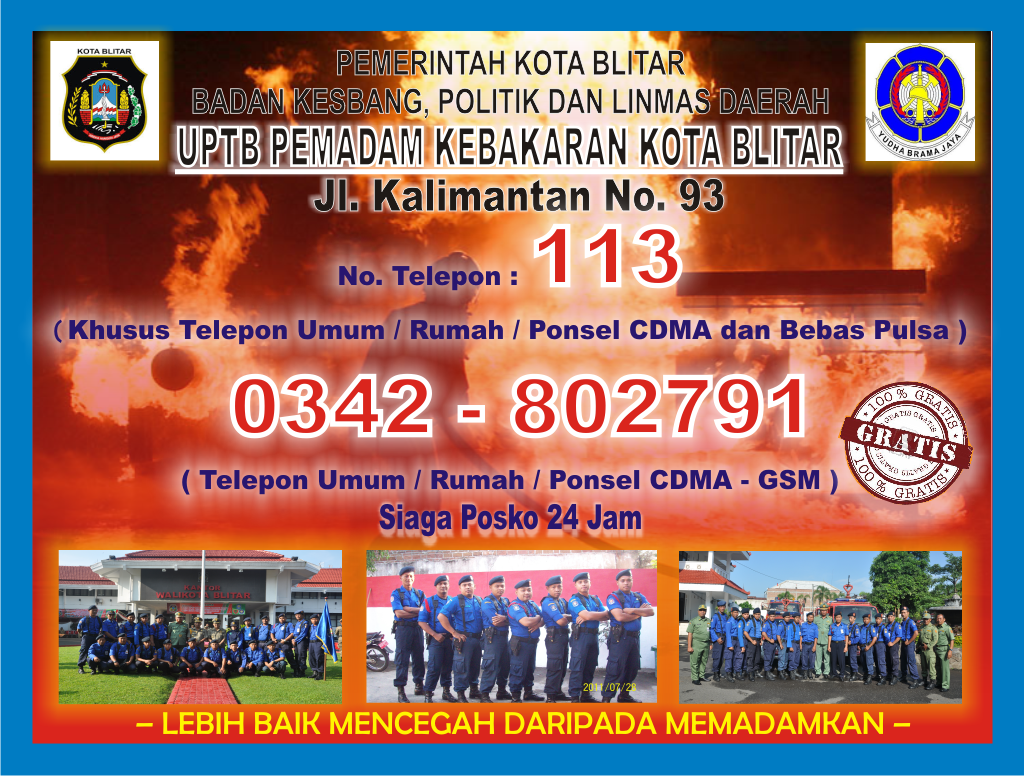 KOTA BLITAR
PEMERINTAH KOTA BLITAR
BADAN KESBANG, POLITIK DAN LINMAS DAERAH
UPTB PEMADAM KEBAKARAN KOTA BLITAR
YUDHA BRAMA JAYA
Jl. Kalimantan No. 93
No. Telepon : 113
( Khusus Telepon Umum / Rumah / Ponsel CDMA dan Bebas Pulsa )
0342 - 802791
100 % GRATIS
GRATIS GRATIS
GRATIS
100 % GRATIS
( Telepon Umum / Rumah / Ponsel CDMA - GSM )
Siaga Posko 24 Jam
KANTOR
WALIKOTA BLITAR
2011/07/28
– LEBIH BAIK MENCEGAH DARIPADA MEMADAMKAN –